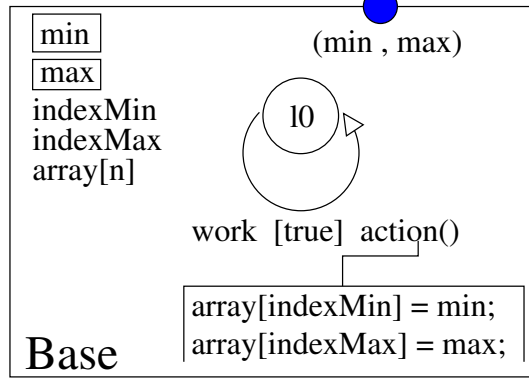 min
(min , max)
max
indexMin
indexMax
array[n]
l0
work [true] action()
array[indexMin] = min;
array[indexMax] = max;
Base